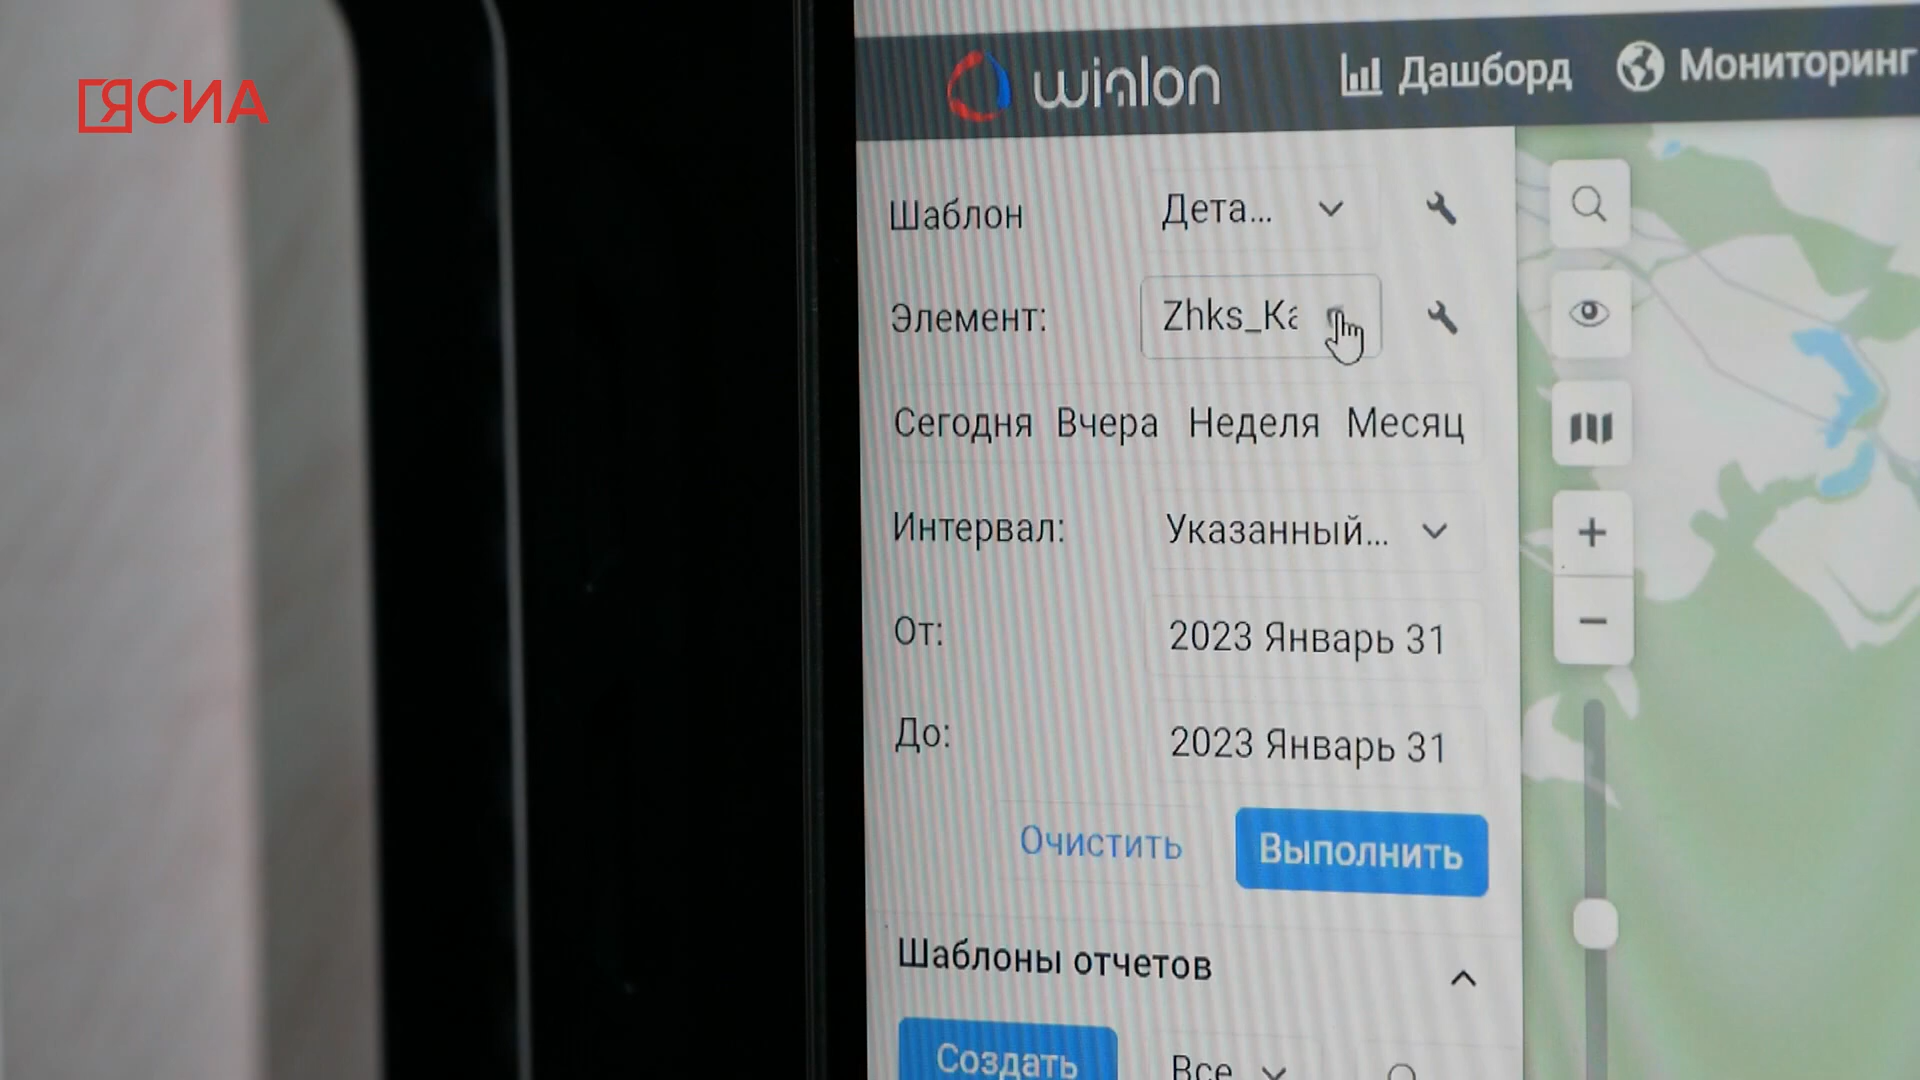 ЯСИА
wialon Дашборд Мониторинг
Шаблон Дета...
Элемент: Zhks_Ka
Сегодня Вчера Неделя Месяц
Интервал: Указанный...
От: 2023 Январь 31
До: 2023 Январь 31
Очистить Выполнить
Шаблоны отчетов
Создать Все